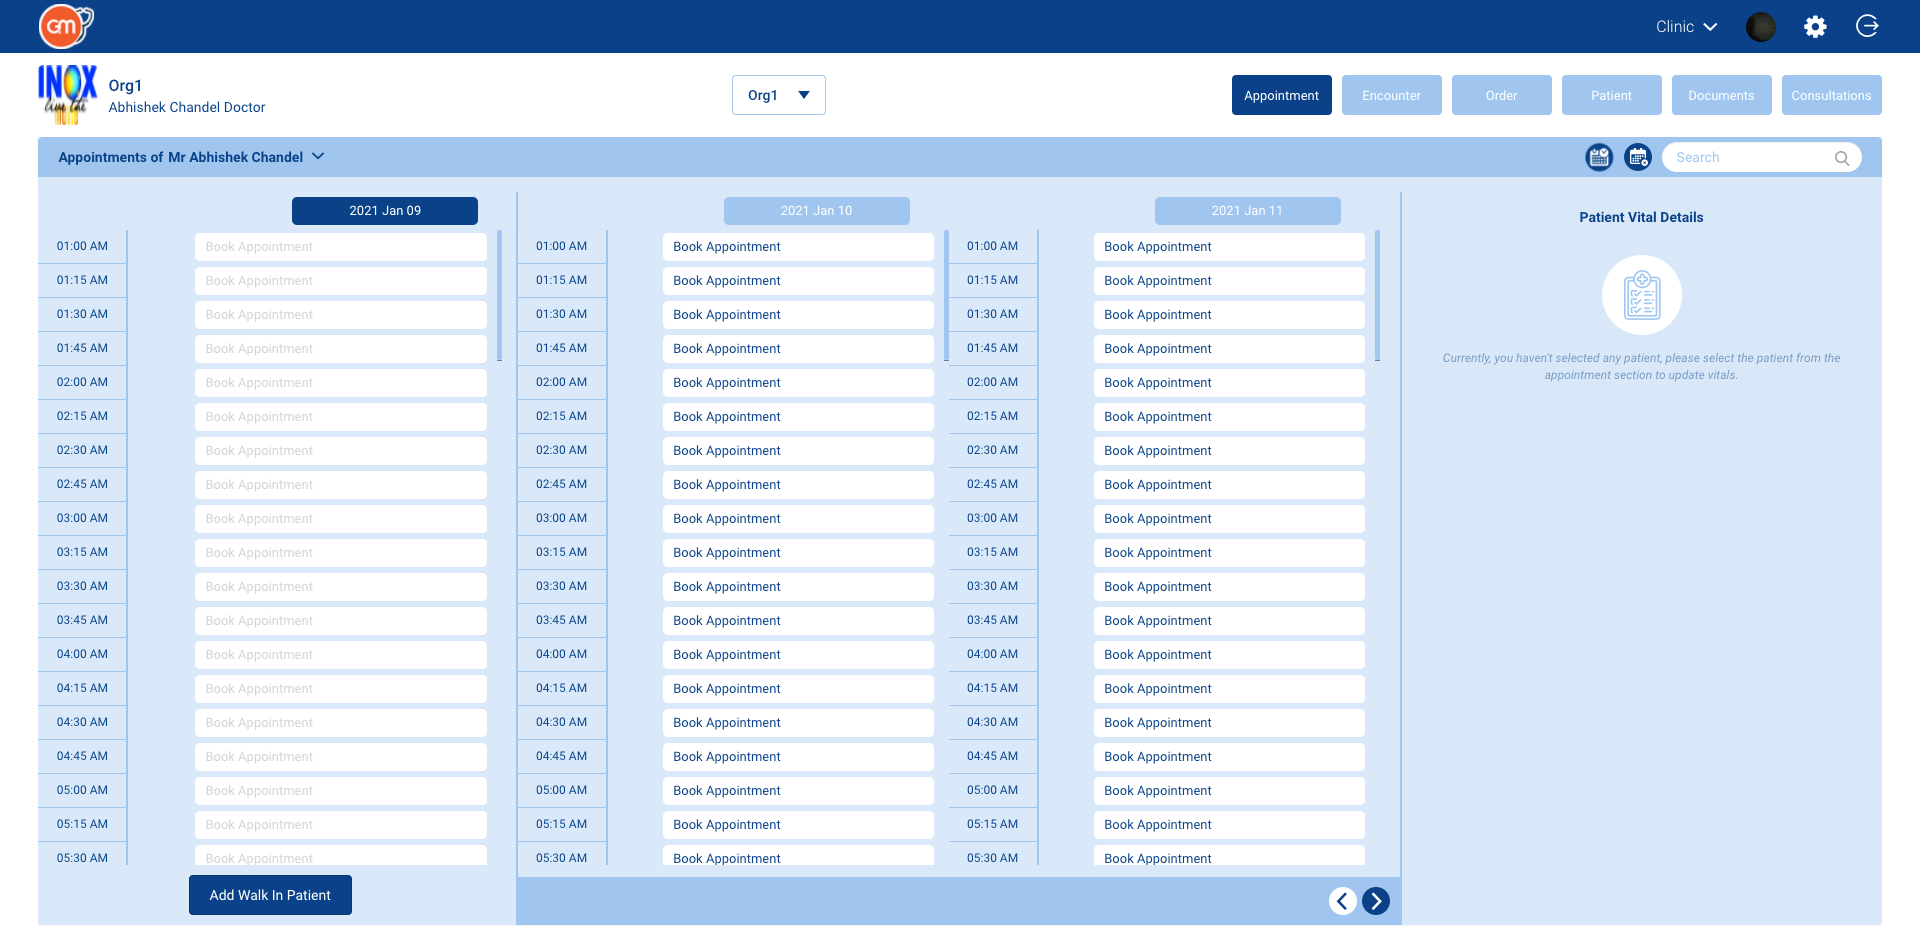 GM
Clinic
INOX
live the
MORE
Org1
Abhishek Chandel Doctor
Org1
Appointment
Encounter
Order
Patient
Documents
Consultations
Appointments of Mr Abhishek Chandel
Search
2021 Jan 09
01:00 AM Book Appointment
01:15 AM Book Appointment
01:30 AM Book Appointment
01:45 AM Book Appointment
02:00 AM Book Appointment
02:15 AM Book Appointment
02:30 AM Book Appointment
02:45 AM Book Appointment
03:00 AM Book Appointment
03:15 AM Book Appointment
03:30 AM Book Appointment
03:45 AM Book Appointment
04:00 AM Book Appointment
04:15 AM Book Appointment
04:30 AM Book Appointment
04:45 AM Book Appointment
05:00 AM Book Appointment
05:15 AM Book Appointment
05:30 AM Book Appointment
Add Walk In Patient
2021 Jan 10
01:00 AM Book Appointment
01:15 AM Book Appointment
01:30 AM Book Appointment
01:45 AM Book Appointment
02:00 AM Book Appointment
02:15 AM Book Appointment
02:30 AM Book Appointment
02:45 AM Book Appointment
03:00 AM Book Appointment
03:15 AM Book Appointment
03:30 AM Book Appointment
03:45 AM Book Appointment
04:00 AM Book Appointment
04:15 AM Book Appointment
04:30 AM Book Appointment
04:45 AM Book Appointment
05:00 AM Book Appointment
05:15 AM Book Appointment
05:30 AM Book Appointment
2021 Jan 11
01:00 AM Book Appointment
01:15 AM Book Appointment
01:30 AM Book Appointment
01:45 AM Book Appointment
02:00 AM Book Appointment
02:15 AM Book Appointment
02:30 AM Book Appointment
02:45 AM Book Appointment
03:00 AM Book Appointment
03:15 AM Book Appointment
03:30 AM Book Appointment
03:45 AM Book Appointment
04:00 AM Book Appointment
04:15 AM Book Appointment
04:30 AM Book Appointment
04:45 AM Book Appointment
05:00 AM Book Appointment
05:15 AM Book Appointment
05:30 AM Book Appointment
Patient Vital Details
Currently, you haven't selected any patient, please select the patient from the
appointment section to update vitals.